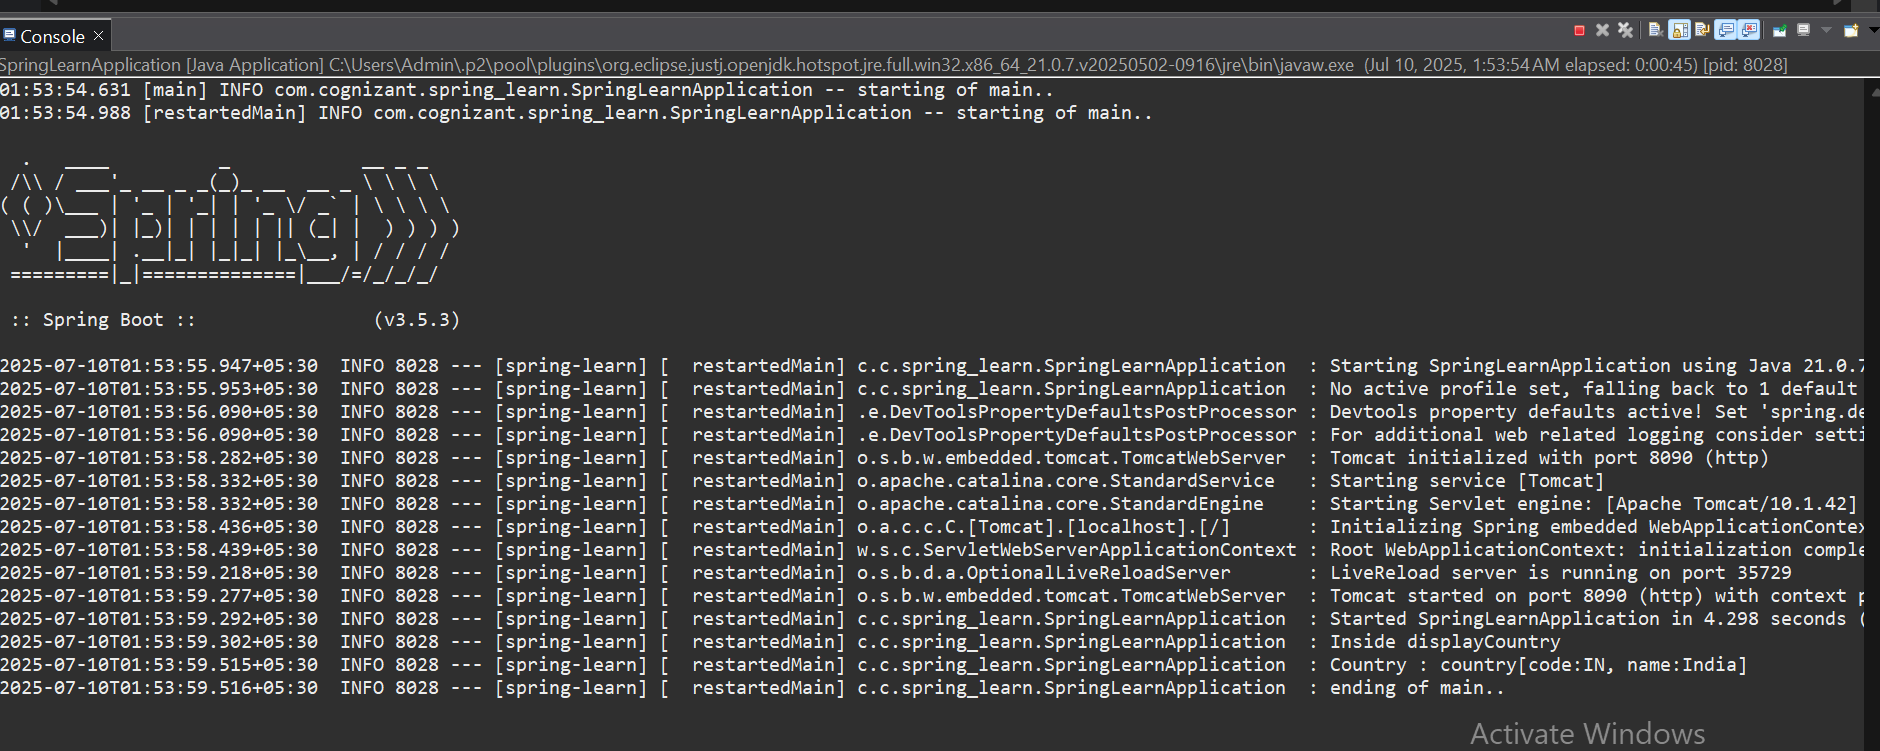 Console
SpringLearnApplication [Java Application] C:\Users\Admin\.p2\pool\plugins\org.eclipse.justj.openjdk.hotspot.jre.full.win32.x86_64_21.0.7.v20250502-0916\jre\bin\javaw.exe (Jul 10, 2025, 1:53:54 AM elapsed: 0:00:45) [pid: 8028]
01:53:54.631 [main] INFO com.cognizant.spring_learn.SpringLearnApplication -- starting of main..
01:53:54.988 [restartedMain] INFO com.cognizant.spring_learn.SpringLearnApplication -- starting of main..
  .   ____          _            __ _ _
 /\\ / ___'_ __ _ _(_)_ __  __ _ \ \ \ \
( ( )\___ | '_ | '_| | '_ \/ _` | \ \ \ \
 \\/  ___)| |_)| | | | | || (_| |  ) ) ) )
  '  |____| .__|_| |_|_| |_\__, | / / / /
 =========|_|==============|___/=/_/_/_/
 :: Spring Boot ::                (v3.5.3)
2025-07-10T01:53:55.947+05:30  INFO 8028 --- [spring-learn] [  restartedMain] c.c.spring_learn.SpringLearnApplication  : Starting SpringLearnApplication using Java 21.0.7
2025-07-10T01:53:55.953+05:30  INFO 8028 --- [spring-learn] [  restartedMain] c.c.spring_learn.SpringLearnApplication  : No active profile set, falling back to 1 default
2025-07-10T01:53:56.090+05:30  INFO 8028 --- [spring-learn] [  restartedMain] .e.DevToolsPropertyDefaultsPostProcessor : Devtools property defaults active! Set 'spring.de
2025-07-10T01:53:56.090+05:30  INFO 8028 --- [spring-learn] [  restartedMain] .e.DevToolsPropertyDefaultsPostProcessor : For additional web related logging consider setti
2025-07-10T01:53:58.282+05:30  INFO 8028 --- [spring-learn] [  restartedMain] o.s.b.w.embedded.tomcat.TomcatWebServer  : Tomcat initialized with port 8090 (http)
2025-07-10T01:53:58.332+05:30  INFO 8028 --- [spring-learn] [  restartedMain] o.apache.catalina.core.StandardService   : Starting service [Tomcat]
2025-07-10T01:53:58.332+05:30  INFO 8028 --- [spring-learn] [  restartedMain] o.apache.catalina.core.StandardEngine    : Starting Servlet engine: [Apache Tomcat/10.1.42]
2025-07-10T01:53:58.436+05:30  INFO 8028 --- [spring-learn] [  restartedMain] o.a.c.c.C.[Tomcat].[localhost].[/]       : Initializing Spring embedded WebApplicationContex
2025-07-10T01:53:58.439+05:30  INFO 8028 --- [spring-learn] [  restartedMain] w.s.c.ServletWebServerApplicationContext : Root WebApplicationContext: initialization comple
2025-07-10T01:53:59.218+05:30  INFO 8028 --- [spring-learn] [  restartedMain] o.s.b.d.a.OptionalLiveReloadServer       : LiveReload server is running on port 35729
2025-07-10T01:53:59.277+05:30  INFO 8028 --- [spring-learn] [  restartedMain] o.s.b.w.embedded.tomcat.TomcatWebServer  : Tomcat started on port 8090 (http) with context p
2025-07-10T01:53:59.292+05:30  INFO 8028 --- [spring-learn] [  restartedMain] c.c.spring_learn.SpringLearnApplication  : Started SpringLearnApplication in 4.298 seconds (
2025-07-10T01:53:59.302+05:30  INFO 8028 --- [spring-learn] [  restartedMain] c.c.spring_learn.SpringLearnApplication  : Inside displayCountry
2025-07-10T01:53:59.515+05:30  INFO 8028 --- [spring-learn] [  restartedMain] c.c.spring_learn.SpringLearnApplication  : Country : country[code:IN, name:India]
2025-07-10T01:53:59.516+05:30  INFO 8028 --- [spring-learn] [  restartedMain] c.c.spring_learn.SpringLearnApplication  : ending of main..
Activate Windows